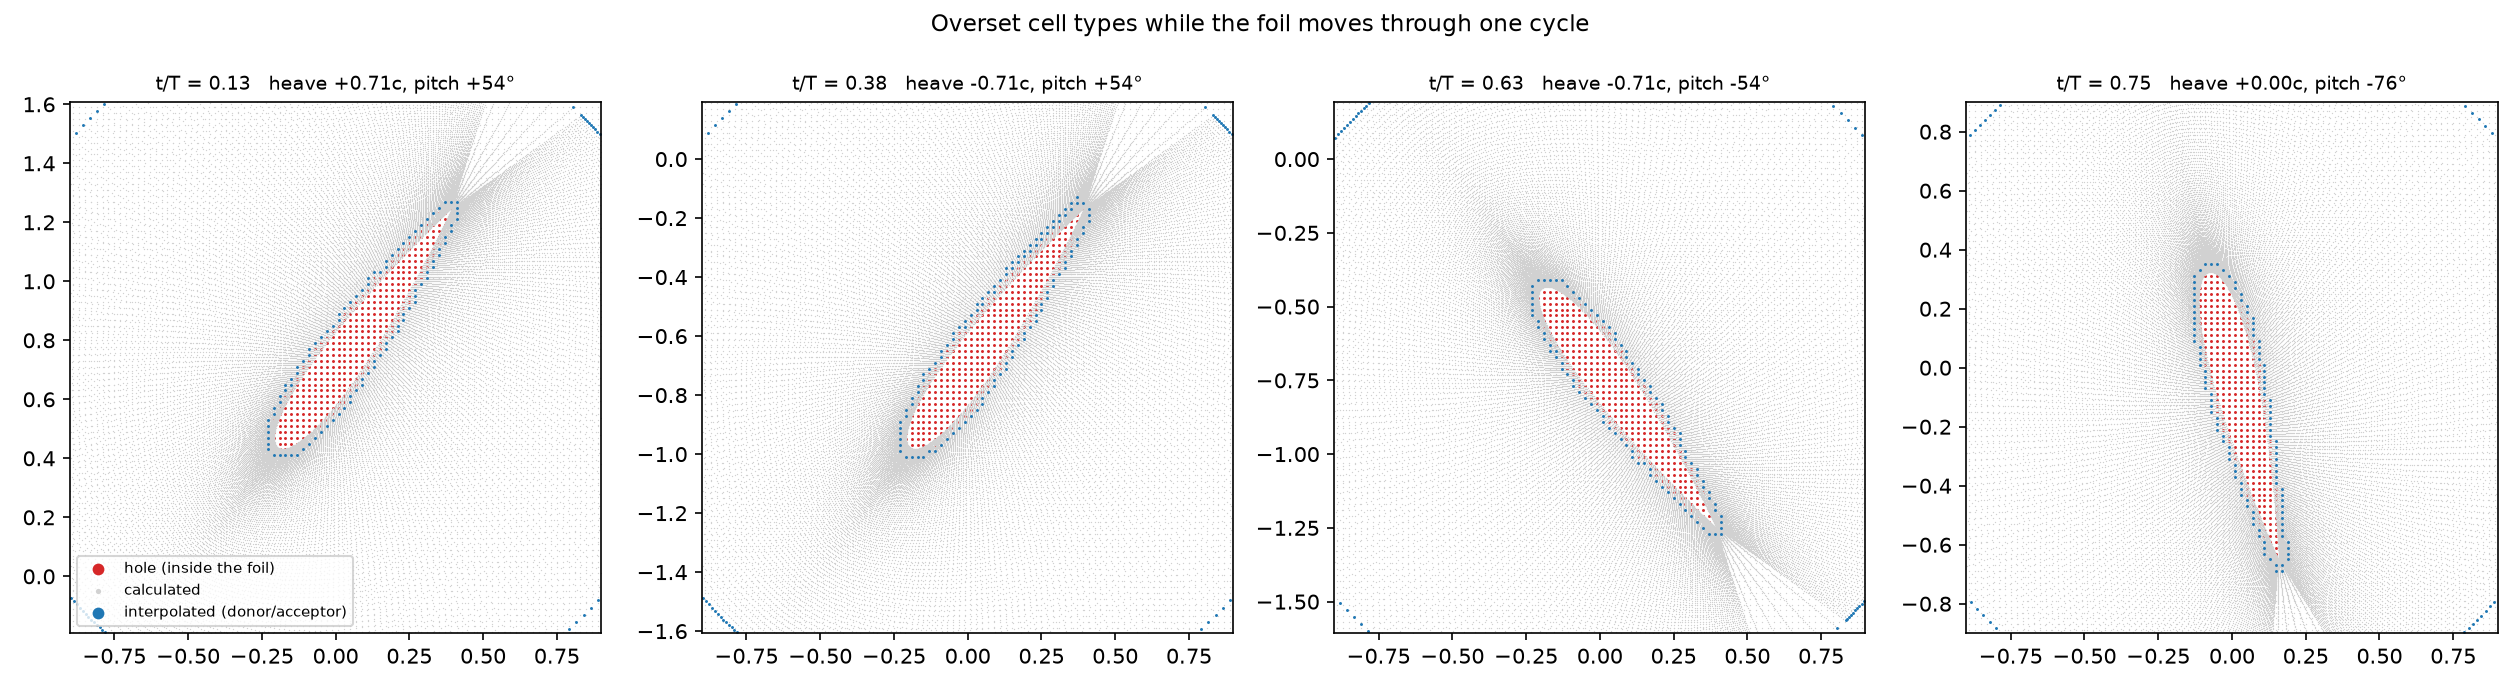 Overset cell types while the foil moves through one cycle
t/T = 0.13   heave +0.71c, pitch +54°
1.6
1.4
1.2
1.0
0.8
0.6
0.4
0.2
0.0
hole (inside the foil)
calculated
interpolated (donor/acceptor)
−0.75 −0.50 −0.25 0.00 0.25 0.50 0.75
t/T = 0.38   heave -0.71c, pitch +54°
0.0
−0.2
−0.4
−0.6
−0.8
−1.0
−1.2
−1.4
−1.6
−0.75 −0.50 −0.25 0.00 0.25 0.50 0.75
t/T = 0.63   heave -0.71c, pitch -54°
0.00
−0.25
−0.50
−0.75
−1.00
−1.25
−1.50
−0.75 −0.50 −0.25 0.00 0.25 0.50 0.75
t/T = 0.75   heave +0.00c, pitch -76°
0.8
0.6
0.4
0.2
0.0
−0.2
−0.4
−0.6
−0.8
−0.75 −0.50 −0.25 0.00 0.25 0.50 0.75